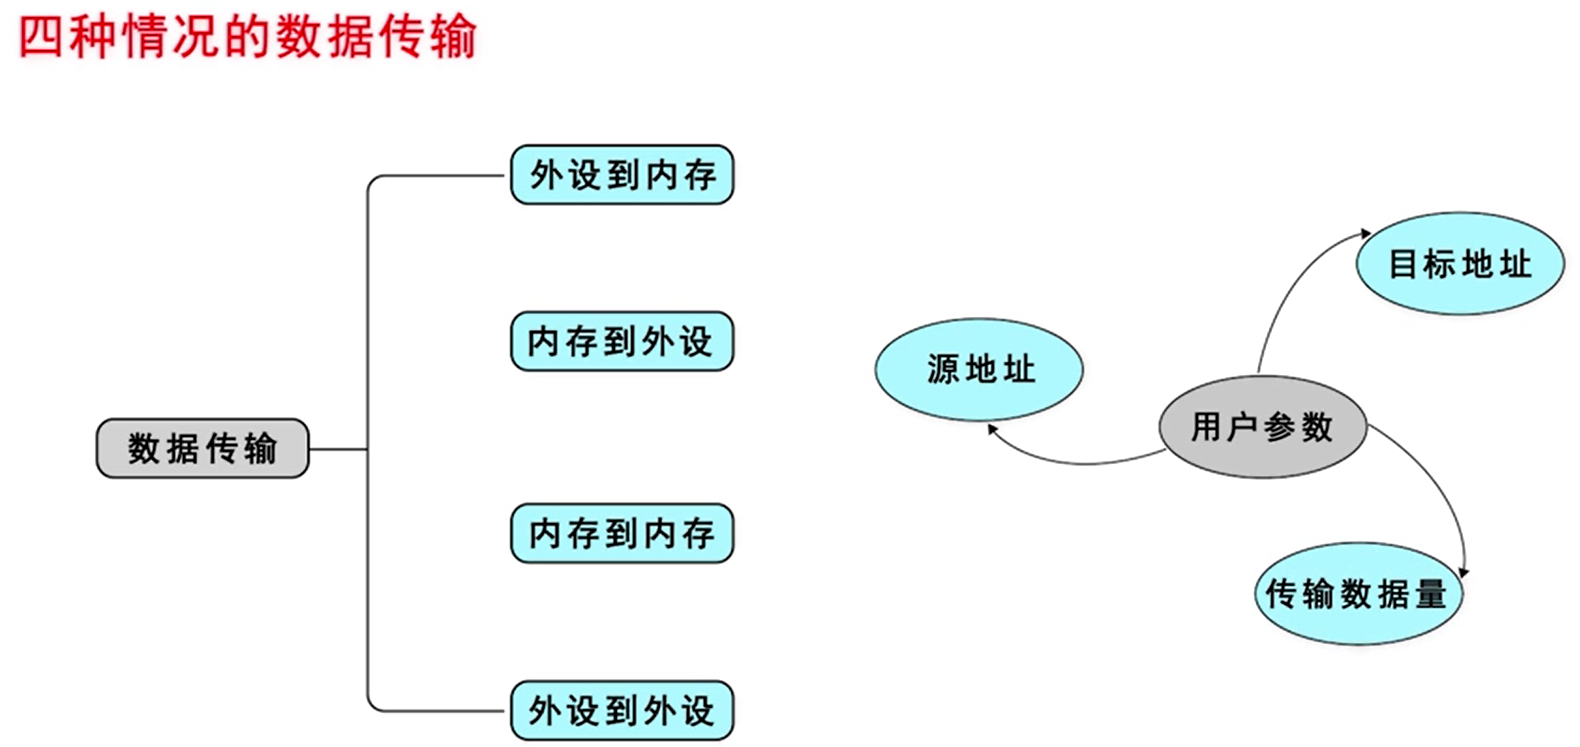 四种情况的数据传输
外设到内存
内存到外设
数据传输
内存到内存
外设到外设
目标地址
源地址
用户参数
传输数据量